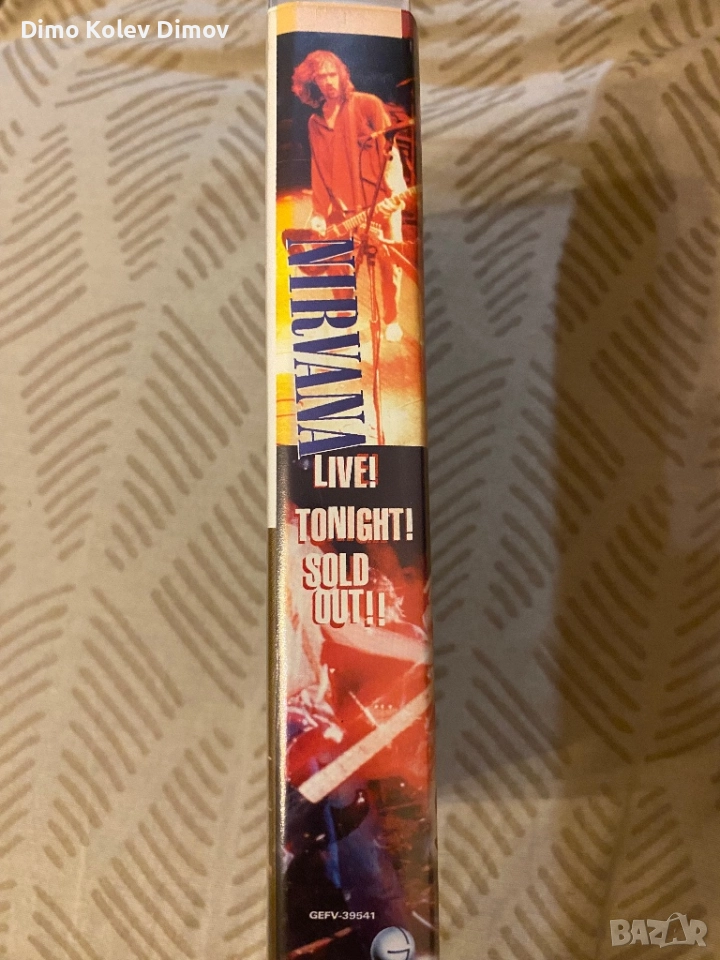 Dimo Kolev Dimov
NIRVANA
LIVE!
TONIGHT!
SOLD
OUT!!
GEFV-39541
BAZAR